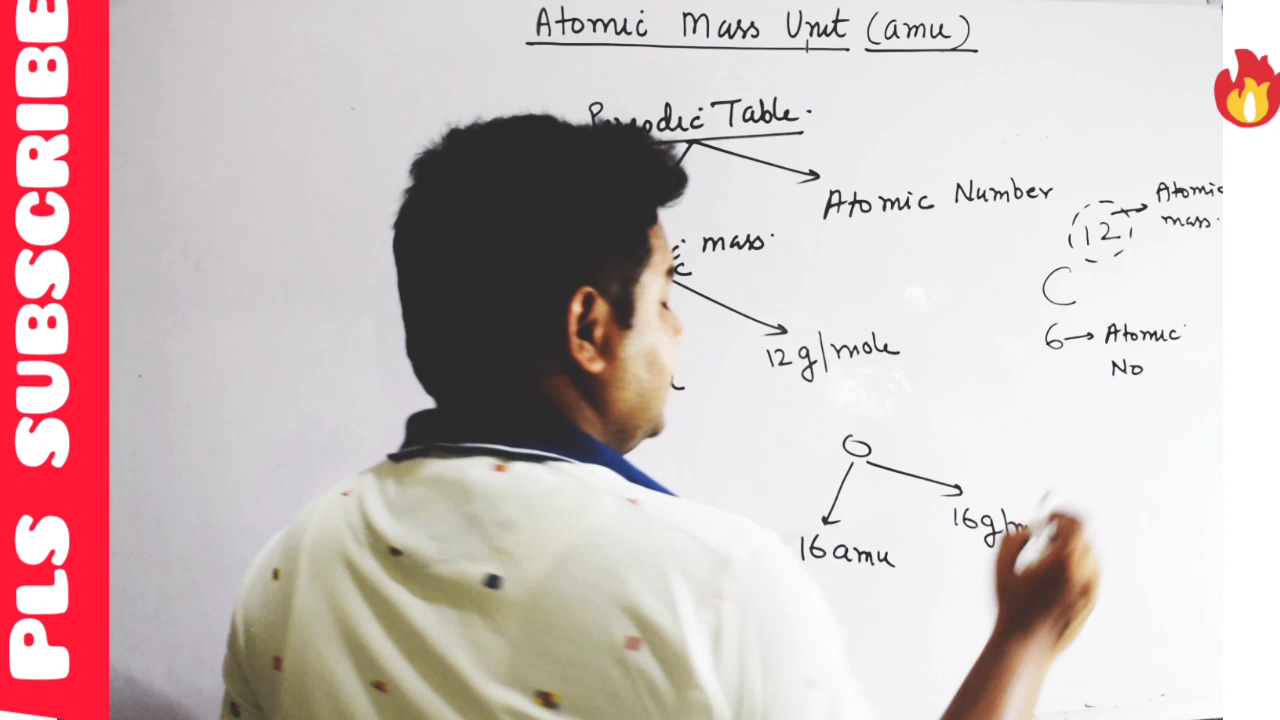 PLS SUBSCRIBE
Atomic Mass Unit (amu)
Periodic Table.
Atomic Number
mass.
12 g/mole
12 → Atomic
mass.
C
6 → Atomic
No
O
16 amu
16g/m